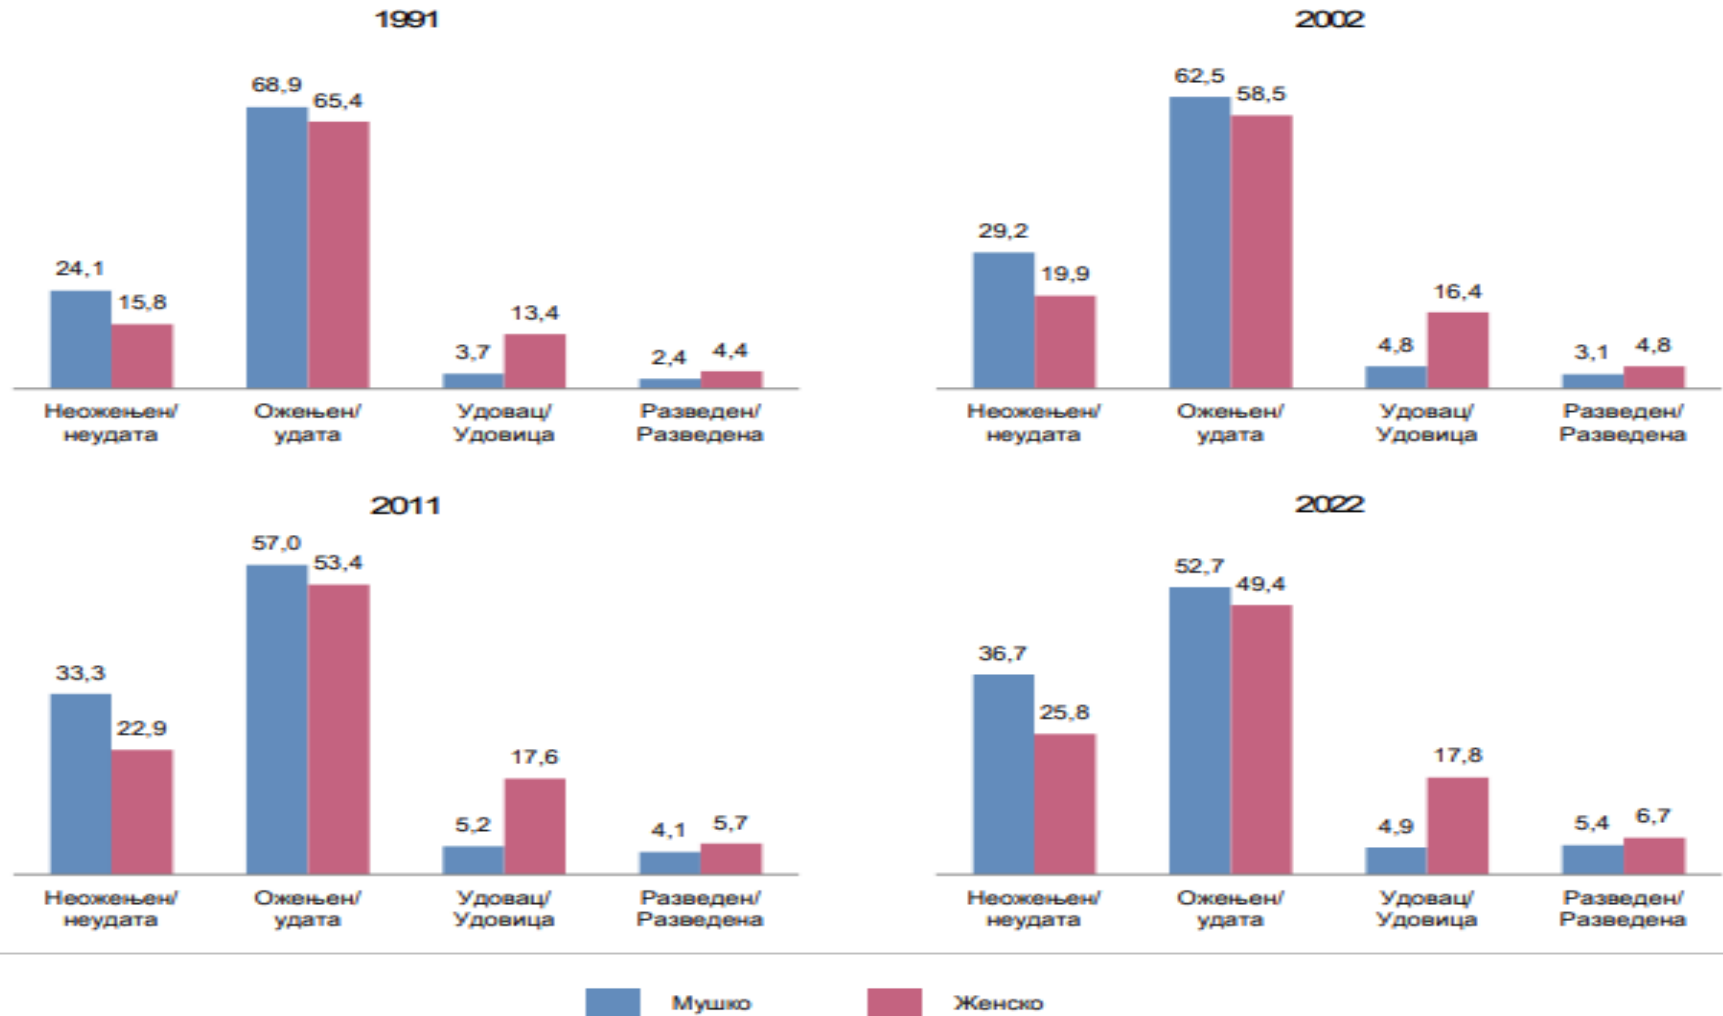 1991
68,9
65,4
24,1
15,8
3,7
13,4
2,4
4,4
Неожењен/
неудата
Ожењен/
удата
Удовац/
Удовица
Разведен/
Разведена
2002
62,5
58,5
29,2
19,9
4,8
16,4
3,1
4,8
Неожењен/
неудата
Ожењен/
удата
Удовац/
Удовица
Разведен/
Разведена
2011
57,0
53,4
33,3
22,9
5,2
17,6
4,1
5,7
Неожењен/
неудата
Ожењен/
удата
Удовац/
Удовица
Разведен/
Разведена
2022
52,7
49,4
36,7
25,8
4,9
17,8
5,4
6,7
Неожењен/
неудата
Ожењен/
удата
Удовац/
Удовица
Разведен/
Разведена
Мушко
Женско